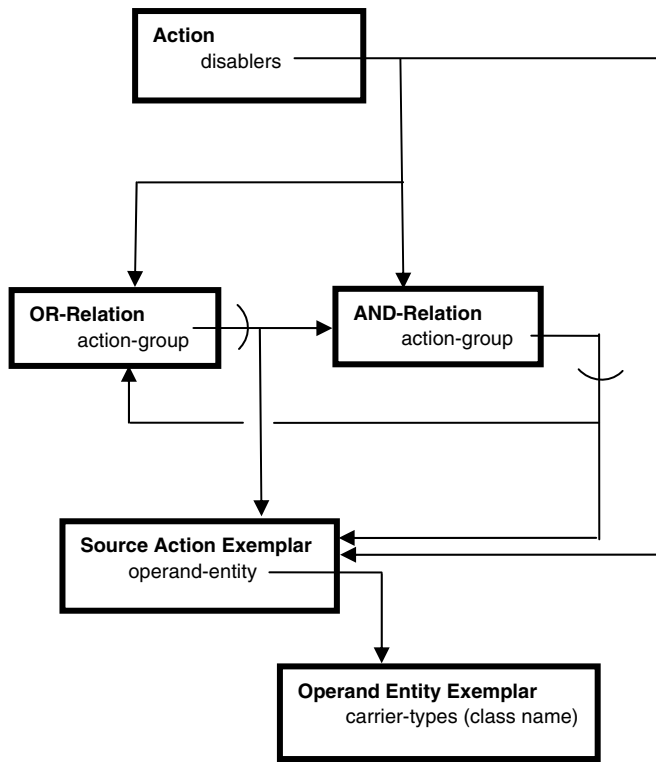 Action
disablers
OR-Relation
action-group
AND-Relation
action-group
Source Action Exemplar
operand-entity
Operand Entity Exemplar
carrier-types (class name)